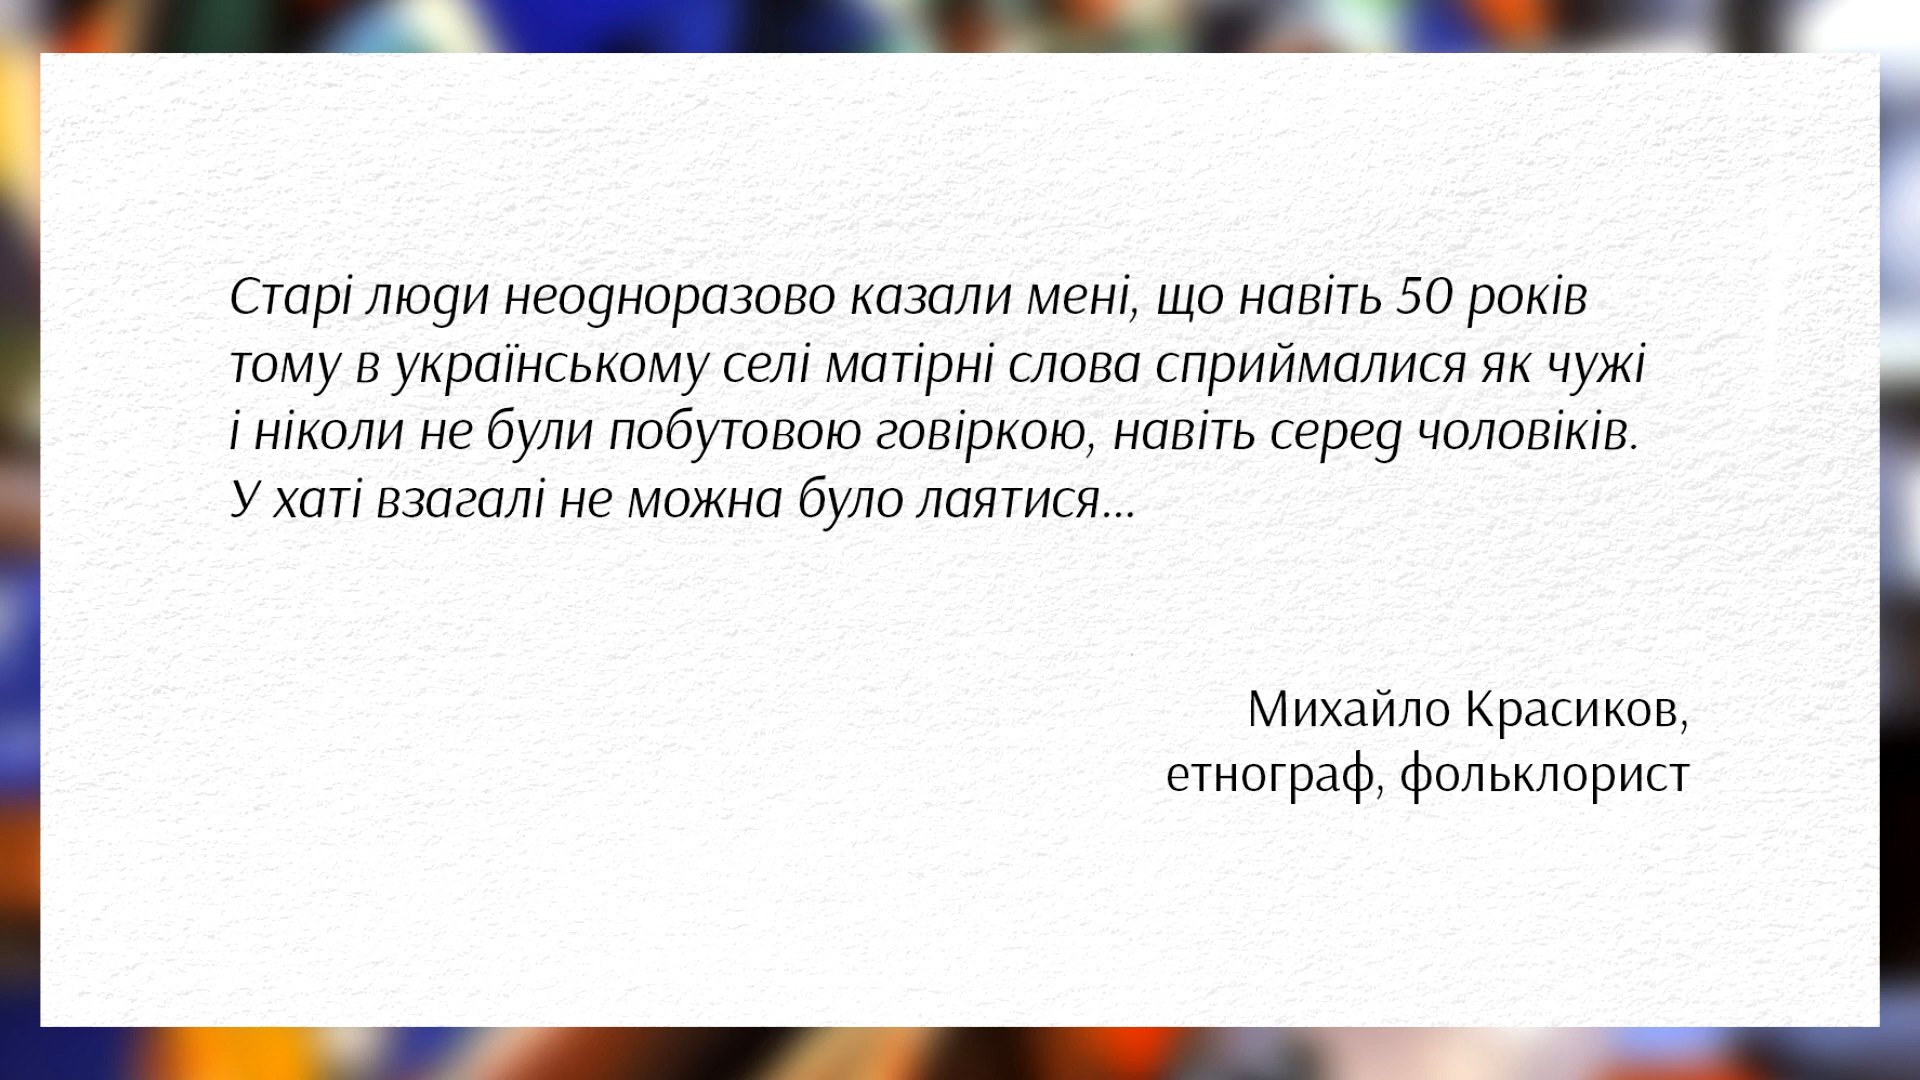 Старі люди неодноразово казали мені, що навіть 50 років
тому в українському селі матірні слова сприймалися як чужі
і ніколи не були побутовою говіркою, навіть серед чоловіків.
У хаті взагалі не можна було лаятися...
Михайло Красиков,
етнограф, фольклорист